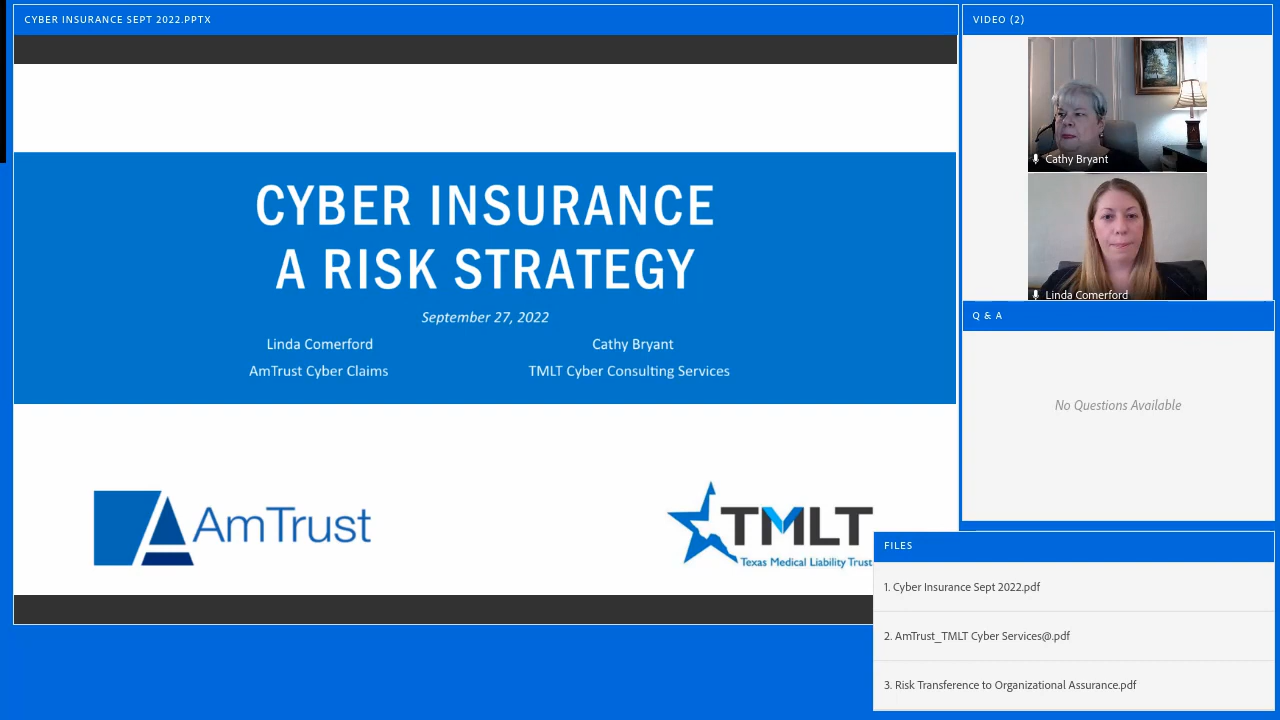 CYBER INSURANCE SEPT 2022.PPTX
CYBER INSURANCE
A RISK STRATEGY
September 27, 2022
Linda Comerford
Cathy Bryant
AmTrust Cyber Claims
TMLT Cyber Consulting Services
AmTrust
TMLT
Texas Medical Liability Trust
VIDEO (2)
Cathy Bryant
Linda Comerford
Q & A
No Questions Available
FILES
1. Cyber Insurance Sept 2022.pdf
2. AmTrust_TMLT Cyber Services@.pdf
3. Risk Transference to Organizational Assurance.pdf